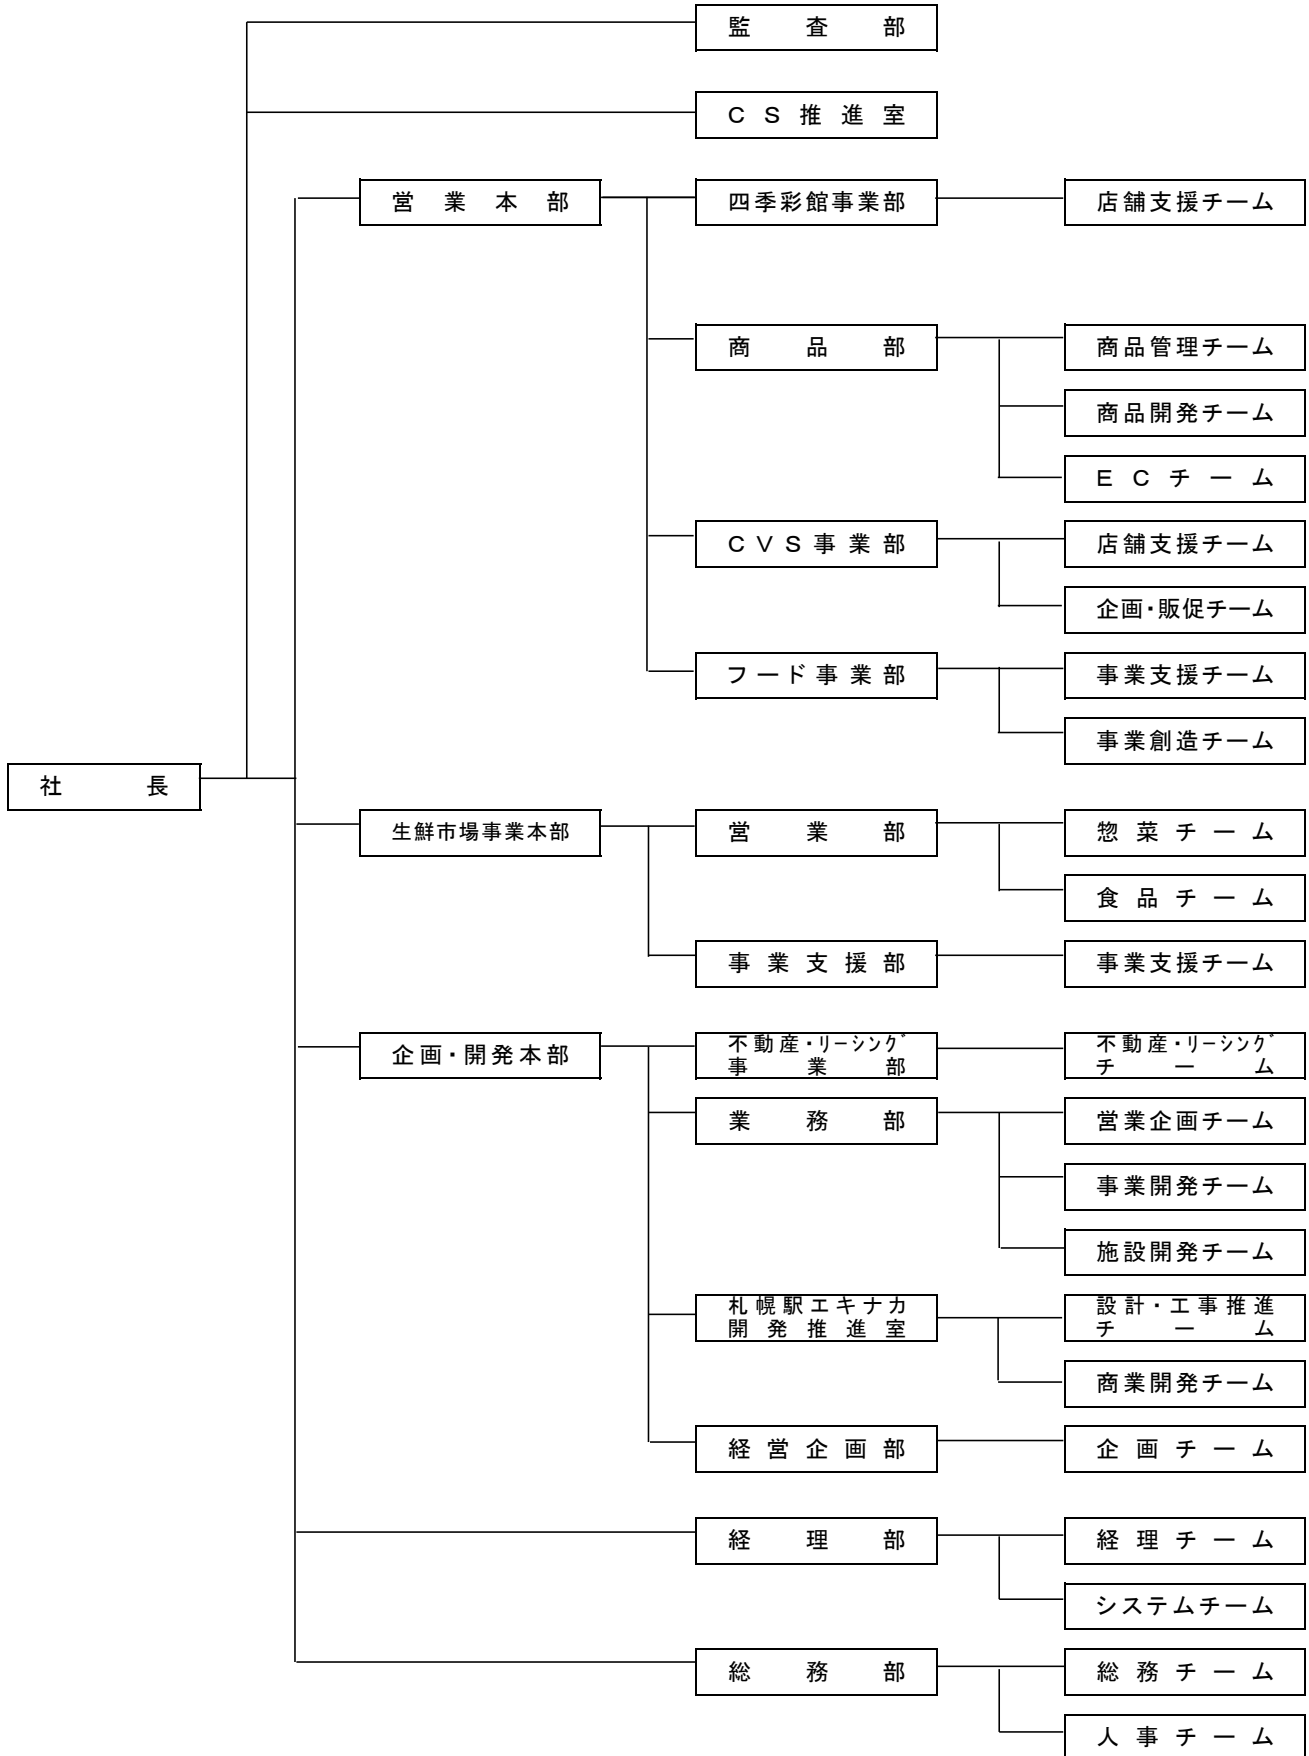 監査部
ＣＳ推進室
営業本部
四季彩館事業部
店舗支援チーム
商品部
商品管理チーム
商品開発チーム
ＥＣチーム
ＣＶＳ事業部
店舗支援チーム
企画・販促チーム
フード事業部
事業支援チーム
事業創造チーム
社長
生鮮市場事業本部
営業部
惣菜チーム
食品チーム
事業支援部
事業支援チーム
企画・開発本部
不動産・ﾘｰｼﾝｸﾞ
事業部
不動産・ﾘｰｼﾝｸﾞ
チーム
業務部
営業企画チーム
事業開発チーム
施設開発チーム
札幌駅エキナカ
開発推進室
設計・工事推進
チーム
商業開発チーム
経営企画部
企画チーム
経理部
経理チーム
システムチーム
総務部
総務チーム
人事チーム